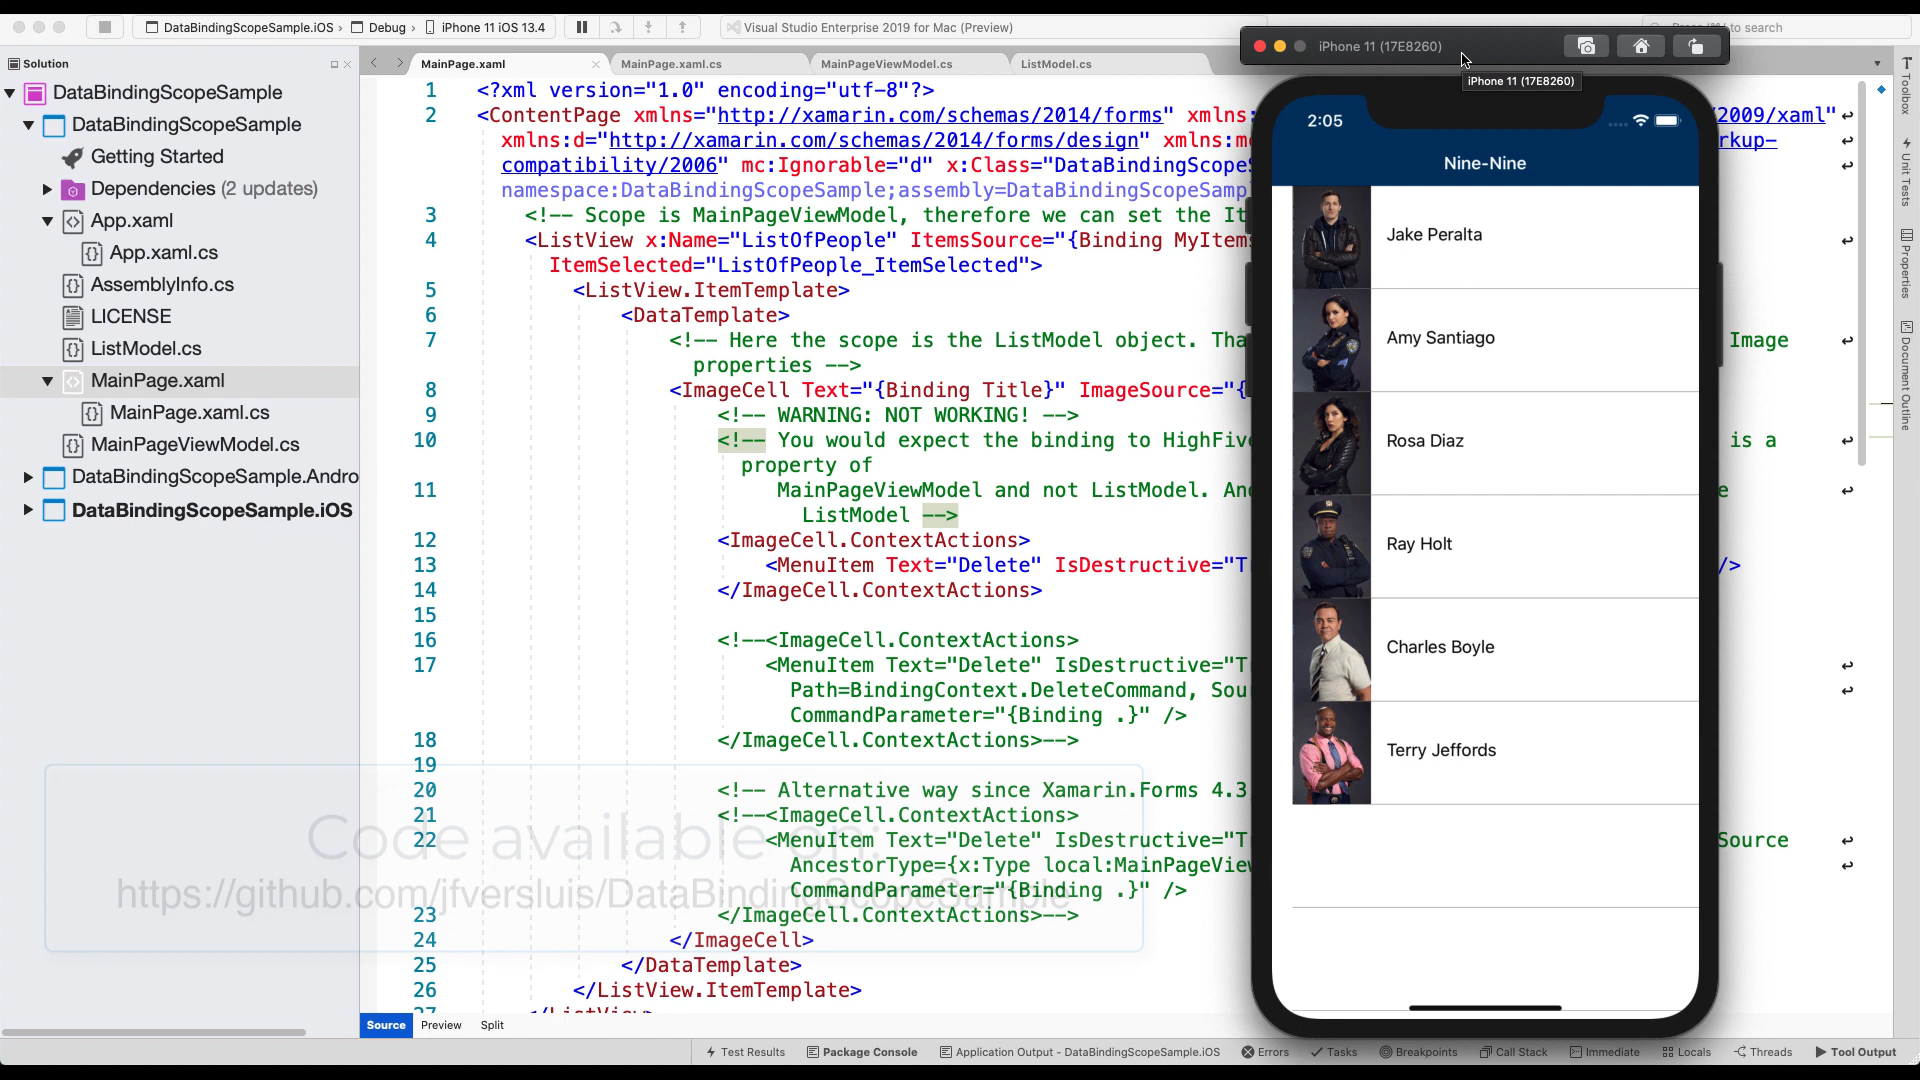 DataBindingScopeSample.iOS
Debug
iPhone 11 iOS 13.4
Visual Studio Enterprise 2019 for Mac (Preview)
to search
Solution
DataBindingScopeSample
DataBindingScopeSample
Getting Started
Dependencies (2 updates)
App.xaml
App.xaml.cs
AssemblyInfo.cs
LICENSE
ListModel.cs
MainPage.xaml
MainPage.xaml.cs
MainPageViewModel.cs
DataBindingScopeSample.Andro
DataBindingScopeSample.iOS
MainPage.xaml
MainPage.xaml.cs
MainPageViewModel.cs
ListModel.cs
1 <?xml version="1.0" encoding="utf-8"?>
2 <ContentPage xmlns="http://xamarin.com/schemas/2014/forms" xmlns: 2009/xaml"
xmlns:d="http://xamarin.com/schemas/2014/forms/design" xmlns:mc rkup-
compatibility/2006" mc:Ignorable="d" x:Class="DataBindingScopeS
namespace:DataBindingScopeSample;assembly=DataBindingScopeSamp
3 <!-- Scope is MainPageViewModel, therefore we can set the It
4 <ListView x:Name="ListOfPeople" ItemsSource="{Binding MyItems
ItemSelected="ListOfPeople_ItemSelected">
5 <ListView.ItemTemplate>
6 <DataTemplate>
7 <!-- Here the scope is the ListModel object. Tha Image
properties -->
8 <ImageCell Text="{Binding Title}" ImageSource="{
9 <!-- WARNING: NOT WORKING! -->
10 <!-- You would expect the binding to HighFive is a
property of
11 MainPageViewModel and not ListModel. And e
ListModel -->
12 <ImageCell.ContextActions>
13 <MenuItem Text="Delete" IsDestructive="T />
14 </ImageCell.ContextActions>
15
16 <!--<ImageCell.ContextActions>
17 <MenuItem Text="Delete" IsDestructive="T
Path=BindingContext.DeleteCommand, Sou
CommandParameter="{Binding .}" />
18 </ImageCell.ContextActions>-->
19
20 <!-- Alternative way since Xamarin.Forms 4.3
21 <!--<ImageCell.ContextActions>
22 <MenuItem Text="Delete" IsDestructive="T Source
AncestorType={x:Type local:MainPageView
CommandParameter="{Binding .}" />
23 </ImageCell.ContextActions>-->
24 </ImageCell>
25 </DataTemplate>
26 </ListView.ItemTemplate>
27 </ListView>
Code available on:
https://github.com/jfversluis/DataBindingScopeSample
Source
Preview
Split
iPhone 11 (17E8260)
iPhone 11 (17E8260)
2:05
Nine-Nine
Jake Peralta
Amy Santiago
Rosa Diaz
Ray Holt
Charles Boyle
Terry Jeffords
Toolbox
Unit Tests
Properties
Document Outline
Test Results
Package Console
Application Output - DataBindingScopeSample.iOS
Errors
Tasks
Breakpoints
Call Stack
Immediate
Locals
Threads
Tool Output